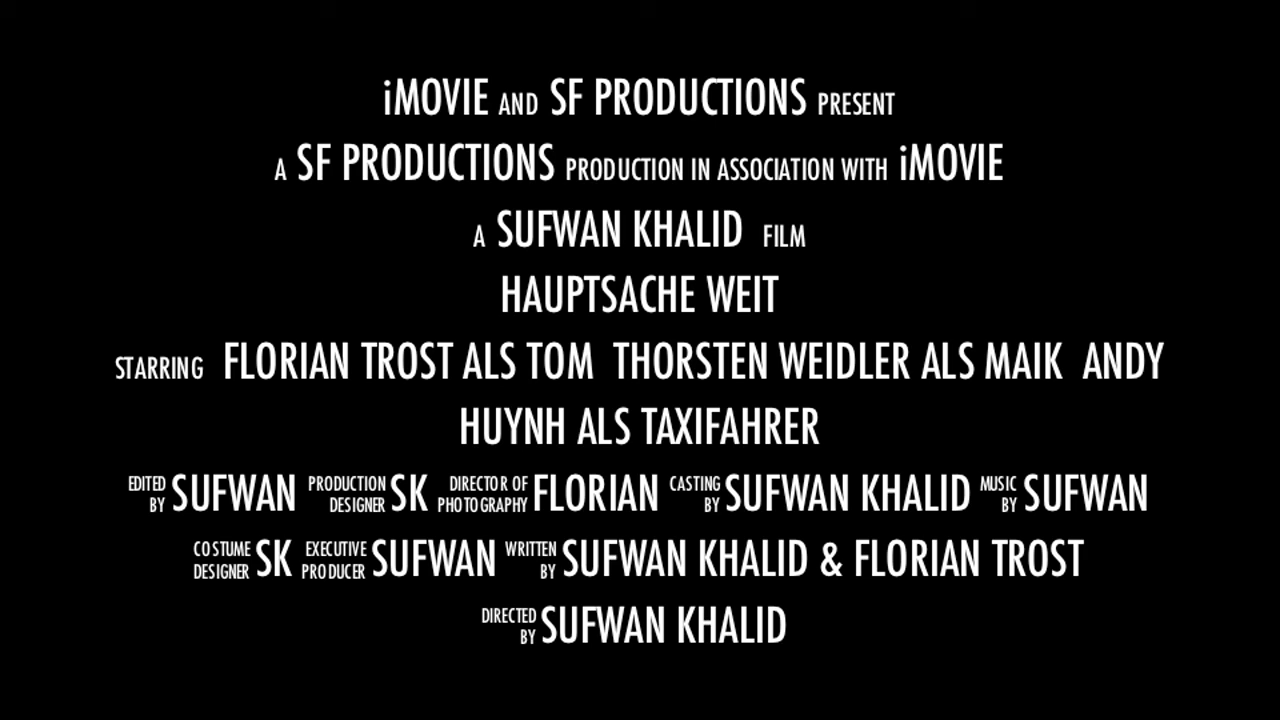 iMOVIE AND SF PRODUCTIONS PRESENT
A SF PRODUCTIONS PRODUCTION IN ASSOCIATION WITH iMOVIE
A SUFWAN KHALID FILM
HAUPTSACHE WEIT
STARRING FLORIAN TROST ALS TOM THORSTEN WEIDLER ALS MAIK ANDY
HUYNH ALS TAXIFAHRER
EDITED BY SUFWAN PRODUCTION DESIGNER SK DIRECTOR OF PHOTOGRAPHY FLORIAN CASTING BY SUFWAN KHALID MUSIC BY SUFWAN
COSTUME DESIGNER SK EXECUTIVE PRODUCER SUFWAN WRITTEN BY SUFWAN KHALID & FLORIAN TROST
DIRECTED BY SUFWAN KHALID